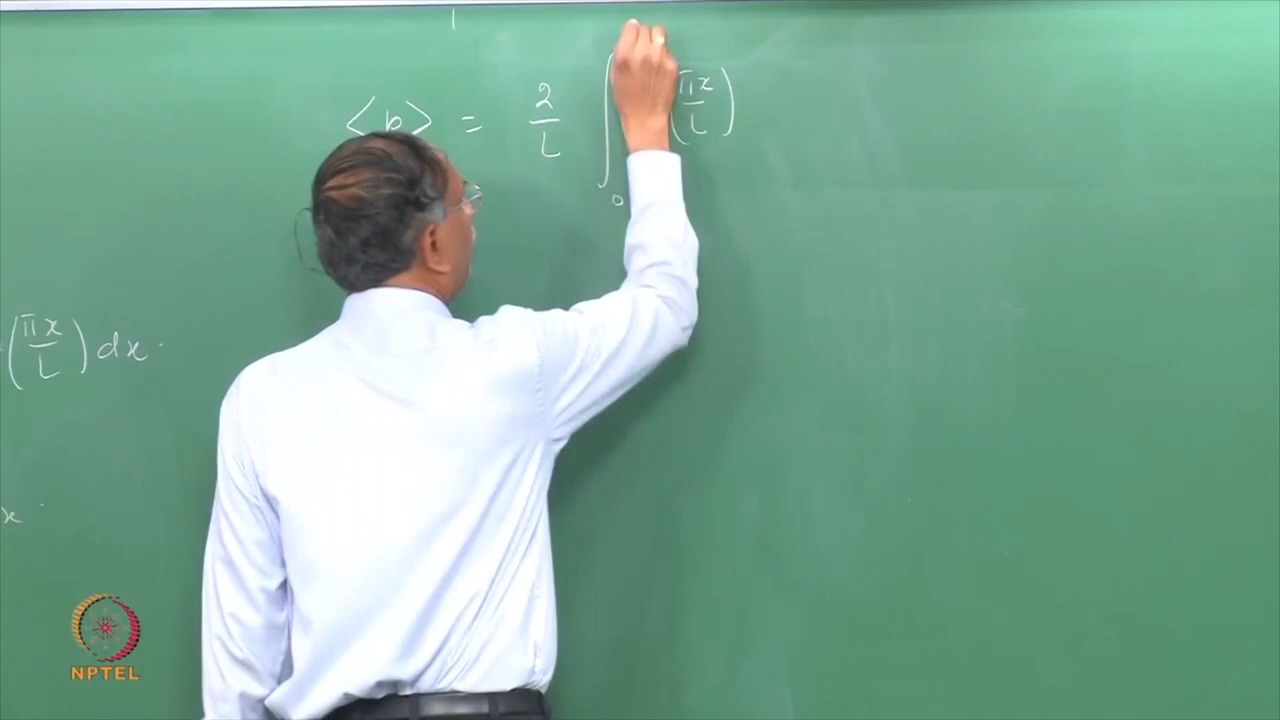 <p> = 2/L ∫ 0 (πx/L)
(πx/L) dx.
x.
NPTEL